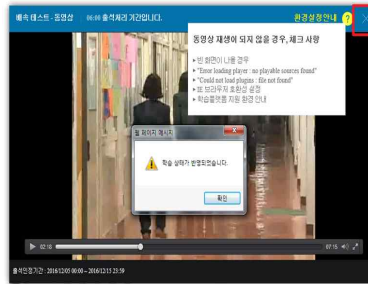 배속 테스트 - 동영상
06:00 출석처리 기간입니다.
환경설정안내 ?
동영상 재생이 되지 않을 경우, 체크 사항
▸ 빈 화면이 나올 경우
▸ "Error loading player : no playable sources found"
▸ "Could not load plugins : file not found"
▸ 브라우저 호환성 설정
▸ 학습플랫폼 지원 환경 안내
웹 페이지 메시지
학습 상태가 반영되었습니다.
확인
02:18
07:15
출석인정기간 : 2016/12/05 00:00 ~ 2016/12/13 23:59